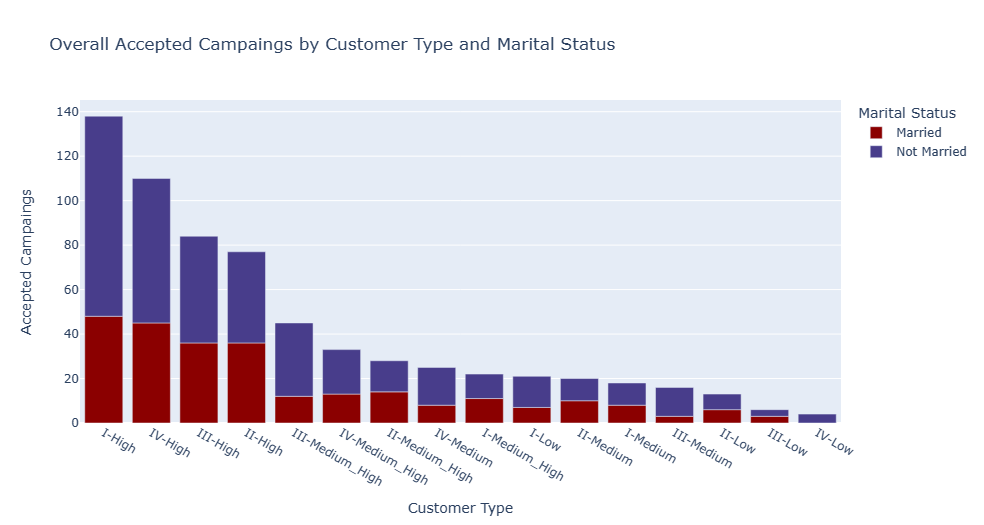 Overall Accepted Campaings by Customer Type and Marital Status
Marital Status
Married
Not Married
Accepted Campaings
140
120
100
80
60
40
20
0
I-High
IV-High
III-High
II-High
III-Medium_High
IV-Medium_High
II-Medium_High
IV-Medium
I-Medium_High
I-Low
II-Medium
I-Medium
III-Medium
II-Low
III-Low
IV-Low
Customer Type